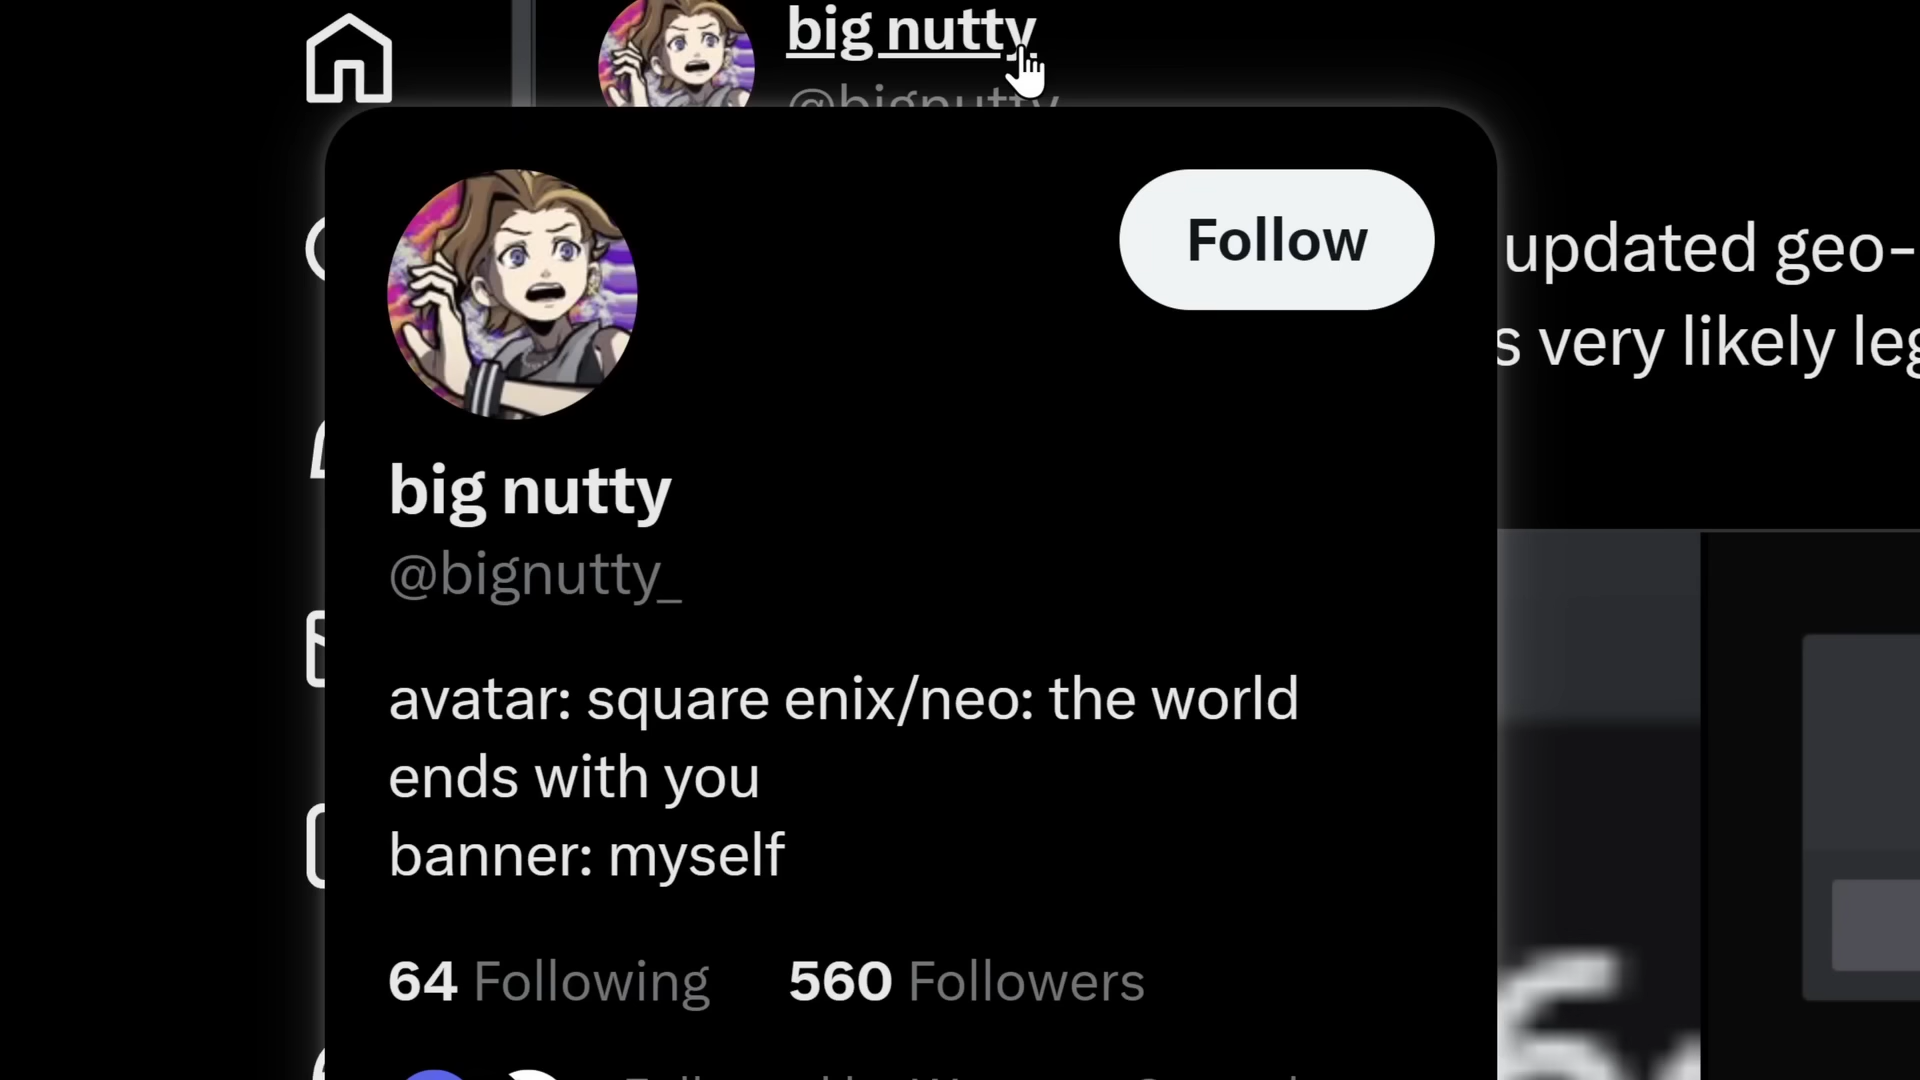 big nutty
@bignutty
Follow
big nutty
@bignutty_
avatar: square enix/neo: the world
ends with you
banner: myself
64 Following 560 Followers
updated geo-
s very likely